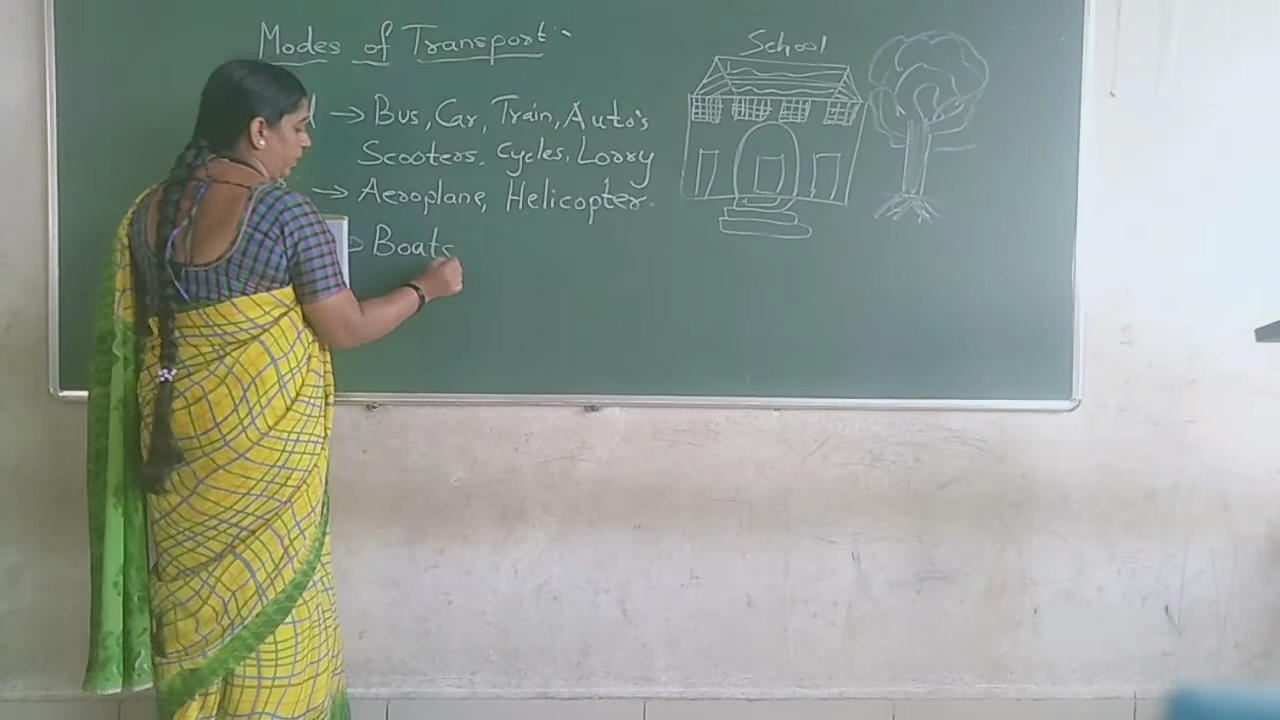 Modes of Transport:-
School
→ Bus, Car, Train, Auto's
Scooters, Cycles, Lorry
→ Aeroplane, Helicopter.
Boats